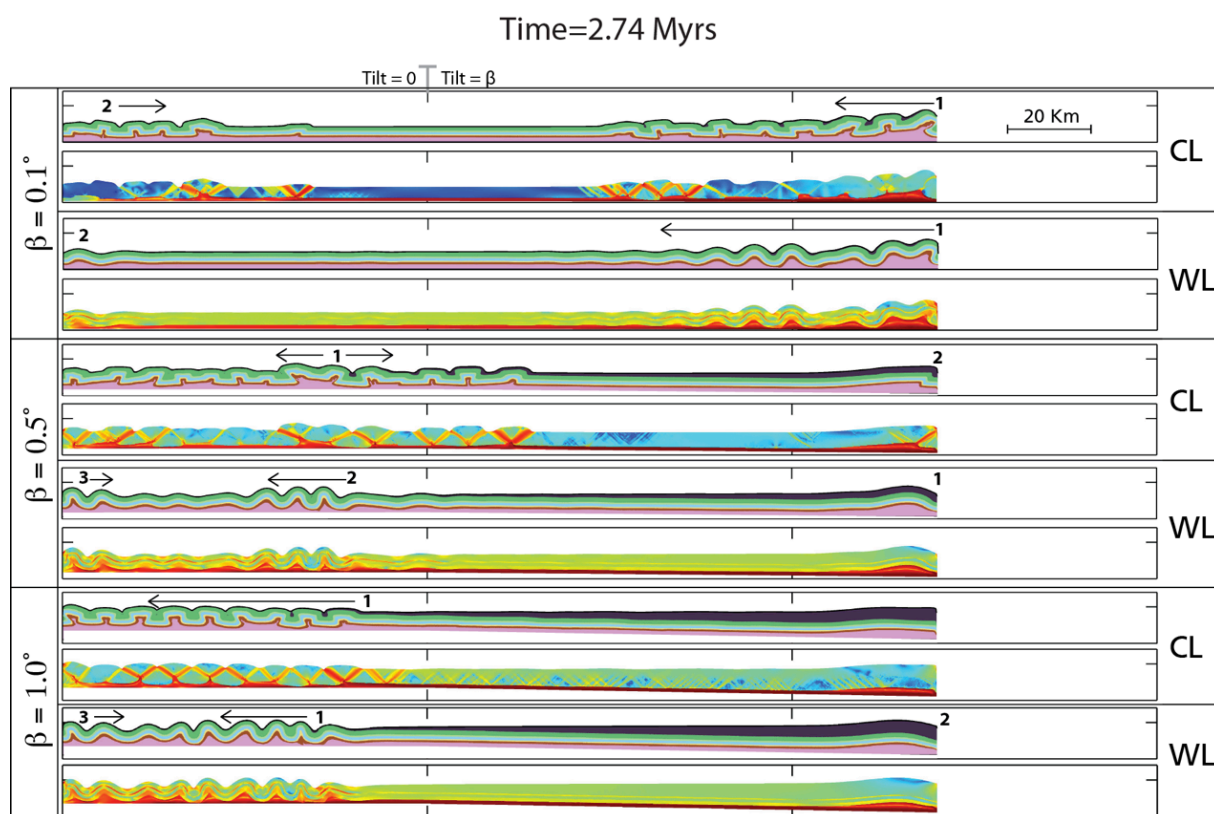 Time=2.74 Myrs
Tilt = 0 Tilt = β
β = 0.1°
2 1
20 Km
CL
2 1
WL
β = 0.5°
1 2
CL
3 2 1
WL
β = 1.0°
1
CL
3 1 2
WL